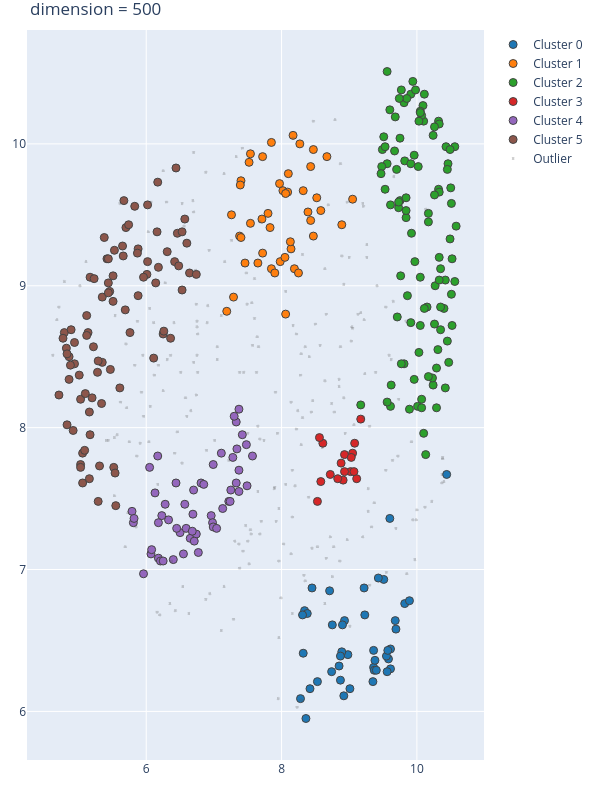 dimension = 500
Cluster 0
Cluster 1
Cluster 2
Cluster 3
Cluster 4
Cluster 5
Outlier
10
9
8
7
6
6
8
10